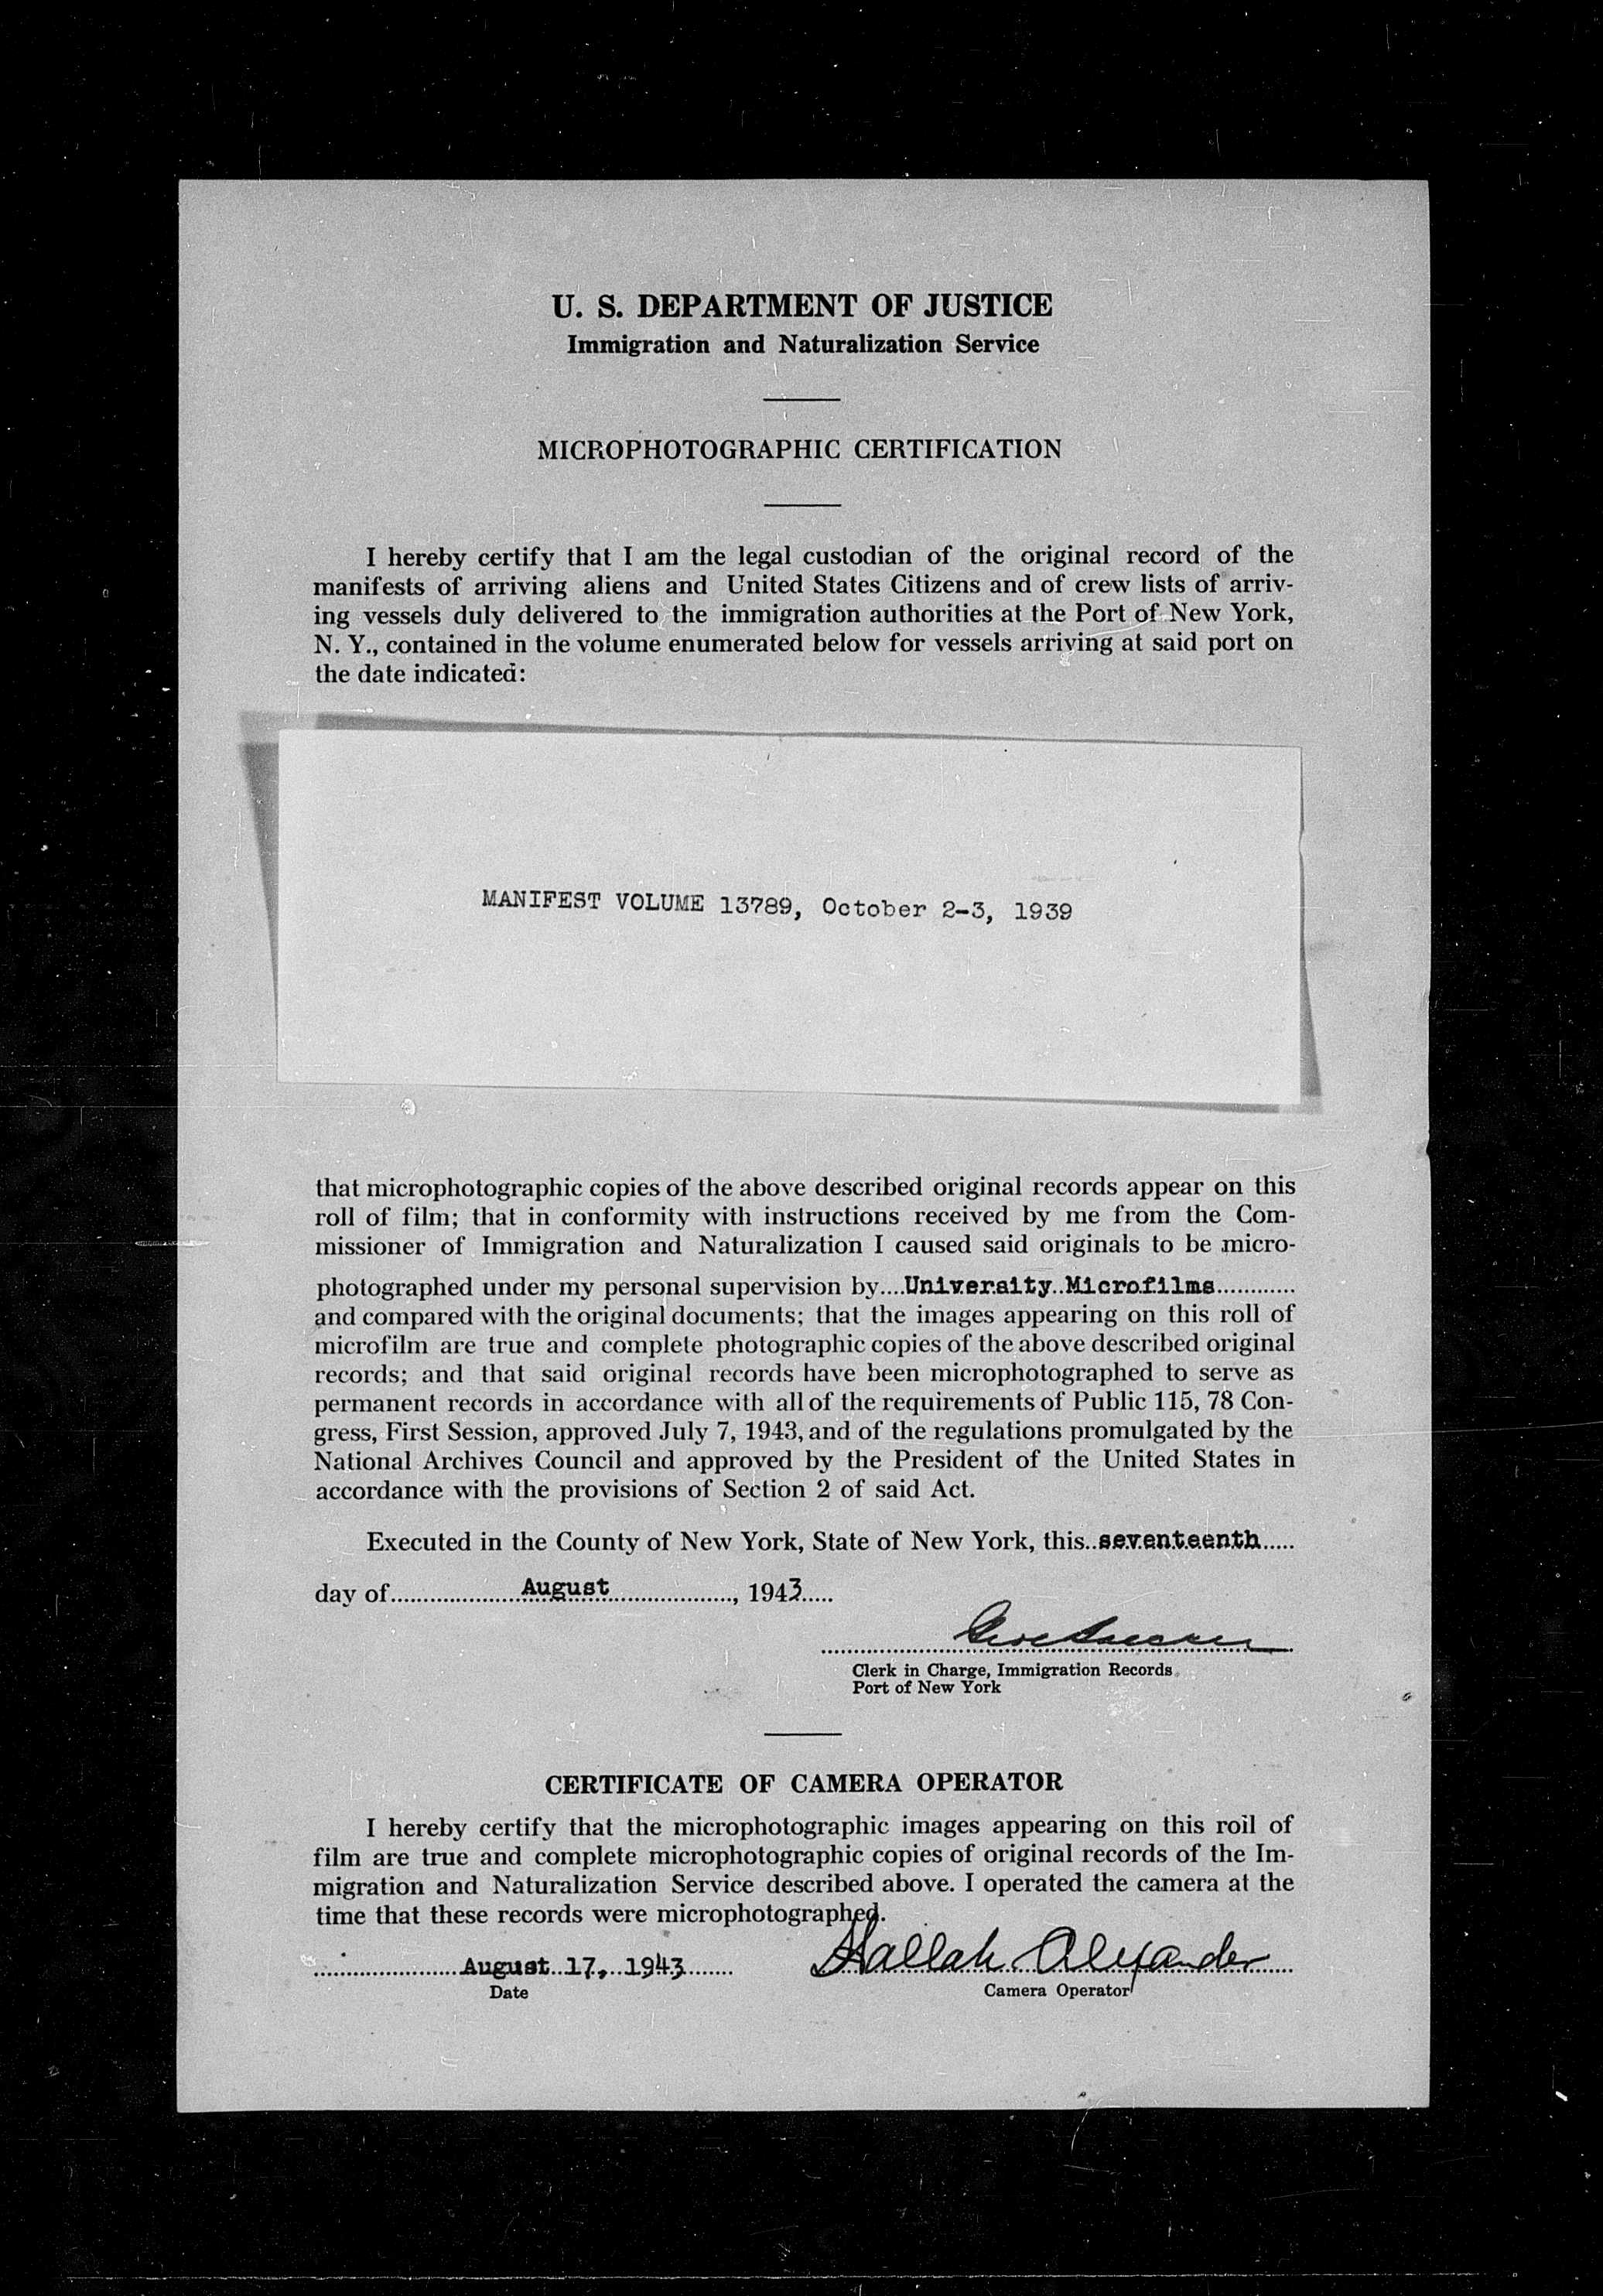 U. S. DEPARTMENT OF JUSTICE
Immigration and Naturalization Service
MICROPHOTOGRAPHIC CERTIFICATION
I hereby certify that I am the legal custodian of the original record of the
manifests of arriving aliens and United States Citizens and of crew lists of arriv-
ing vessels duly delivered to the immigration authorities at the Port of New York,
N. Y., contained in the volume enumerated below for vessels arriving at said port on
the date indicated:
MANIFEST VOLUME 13789, October 2-3, 1939
that microphotographic copies of the above described original records appear on this
roll of film; that in conformity with instructions received by me from the Com-
missioner of Immigration and Naturalization I caused said originals to be micro-
photographed under my personal supervision by....University Microfilms............
and compared with the original documents; that the images appearing on this roll of
microfilm are true and complete photographic copies of the above described original
records; and that said original records have been microphotographed to serve as
permanent records in accordance with all of the requirements of Public 115, 78 Con-
gress, First Session, approved July 7, 1943, and of the regulations promulgated by the
National Archives Council and approved by the President of the United States in
accordance with the provisions of Section 2 of said Act.
Executed in the County of New York, State of New York, this..seventeenth.....
day of.....................August...................., 1943.....
Clerk in Charge, Immigration Records
Port of New York
CERTIFICATE OF CAMERA OPERATOR
I hereby certify that the microphotographic images appearing on this roll of
film are true and complete microphotographic copies of original records of the Im-
migration and Naturalization Service described above. I operated the camera at the
time that these records were microphotographed.
......................August 17, 1943....... Hallah Alexander
Date Camera Operator